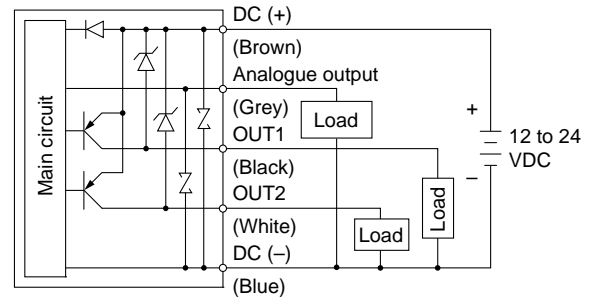 DC (+)
(Brown)
Analogue output
(Grey)
OUT1
(Black)
OUT2
(White)
DC (–)
(Blue)
Main circuit
Load
Load
Load
+
–
12 to 24
VDC